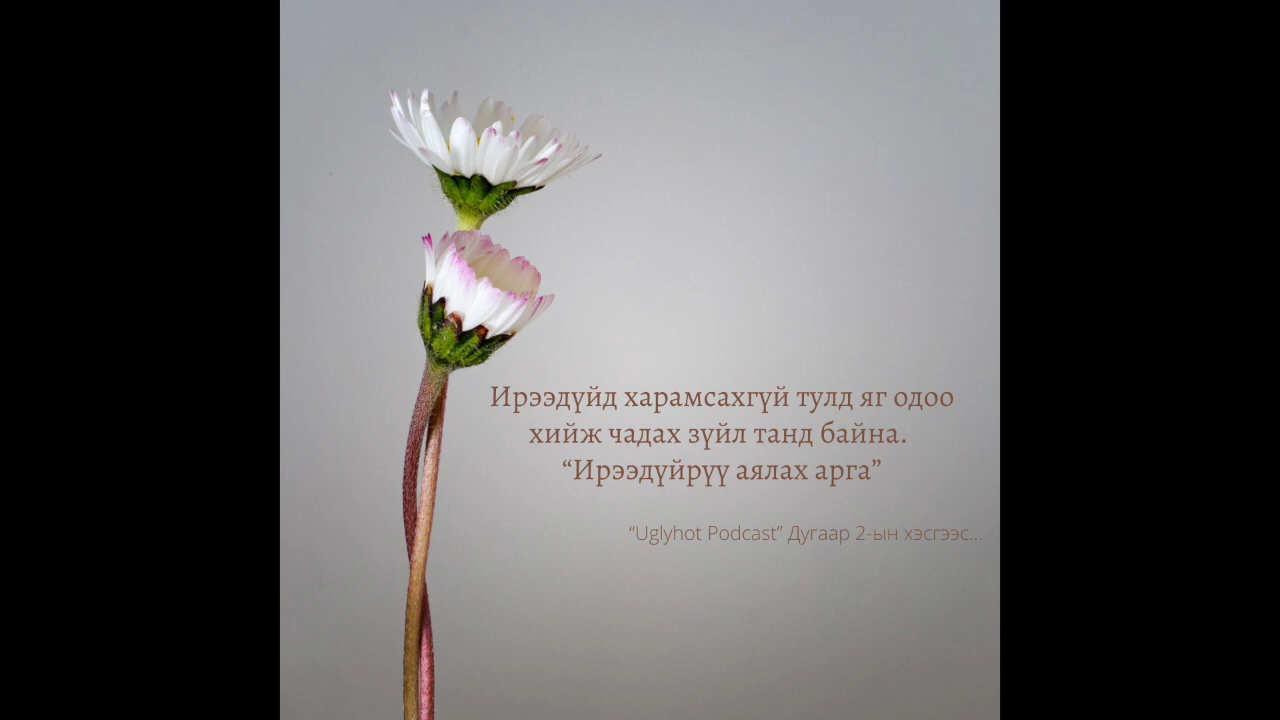 Ирээдүйд харамсахгүй тулд яг одоо
хийж чадах зүйл танд байна.
“Ирээдүйрүү аялах арга”
“Uglyhot Podcast” Дугаар 2-ын хэсгээс...